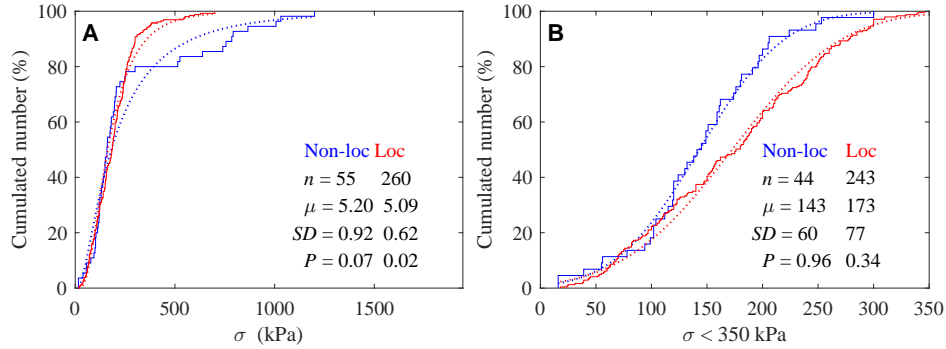 A
Cumulated number (%)
100
80
60
40
20
0
Non-loc Loc
n = 55 260
μ = 5.20 5.09
SD = 0.92 0.62
P = 0.07 0.02
0 500 1000 1500
σ (kPa)
B
Cumulated number (%)
100
80
60
40
20
0
Non-loc Loc
n = 44 243
μ = 143 173
SD = 60 77
P = 0.96 0.34
0 50 100 150 200 250 300 350
σ < 350 kPa